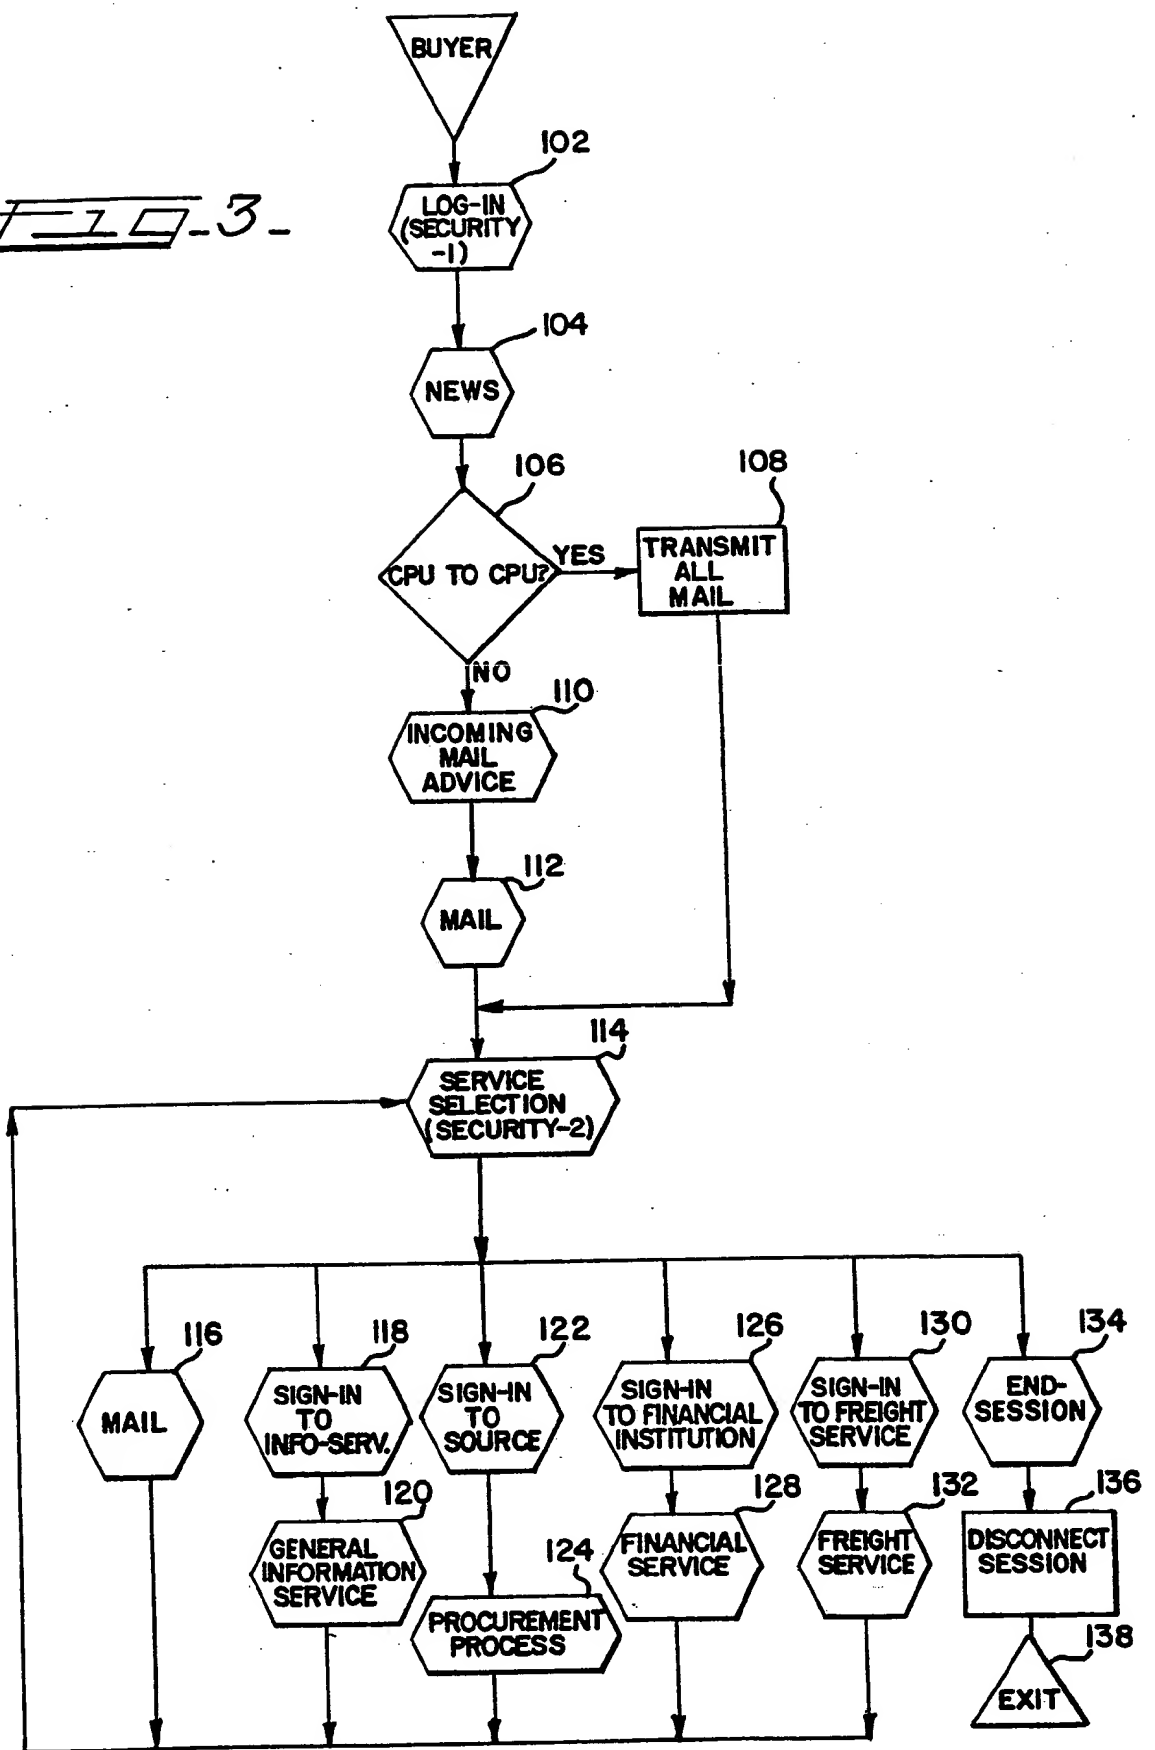 BUYER
102
LOG-IN
(SECURITY
-1)
FIG-3-
104
NEWS
106
108
CPU TO CPU?
YES
TRANSMIT
ALL
MAIL
NO
110
INCOMING
MAIL
ADVICE
112
MAIL
114
SERVICE
SELECTION
(SECURITY-2)
116
MAIL
118
SIGN-IN
TO
INFO-SERV.
120
GENERAL
INFORMATION
SERVICE
122
SIGN-IN
TO
SOURCE
124
PROCUREMENT
PROCESS
126
SIGN-IN
TO FINANCIAL
INSTITUTION
128
FINANCIAL
SERVICE
130
SIGN-IN
TO FREIGHT
SERVICE
132
FREIGHT
SERVICE
134
END-
SESSION
136
DISCONNECT
SESSION
138
EXIT